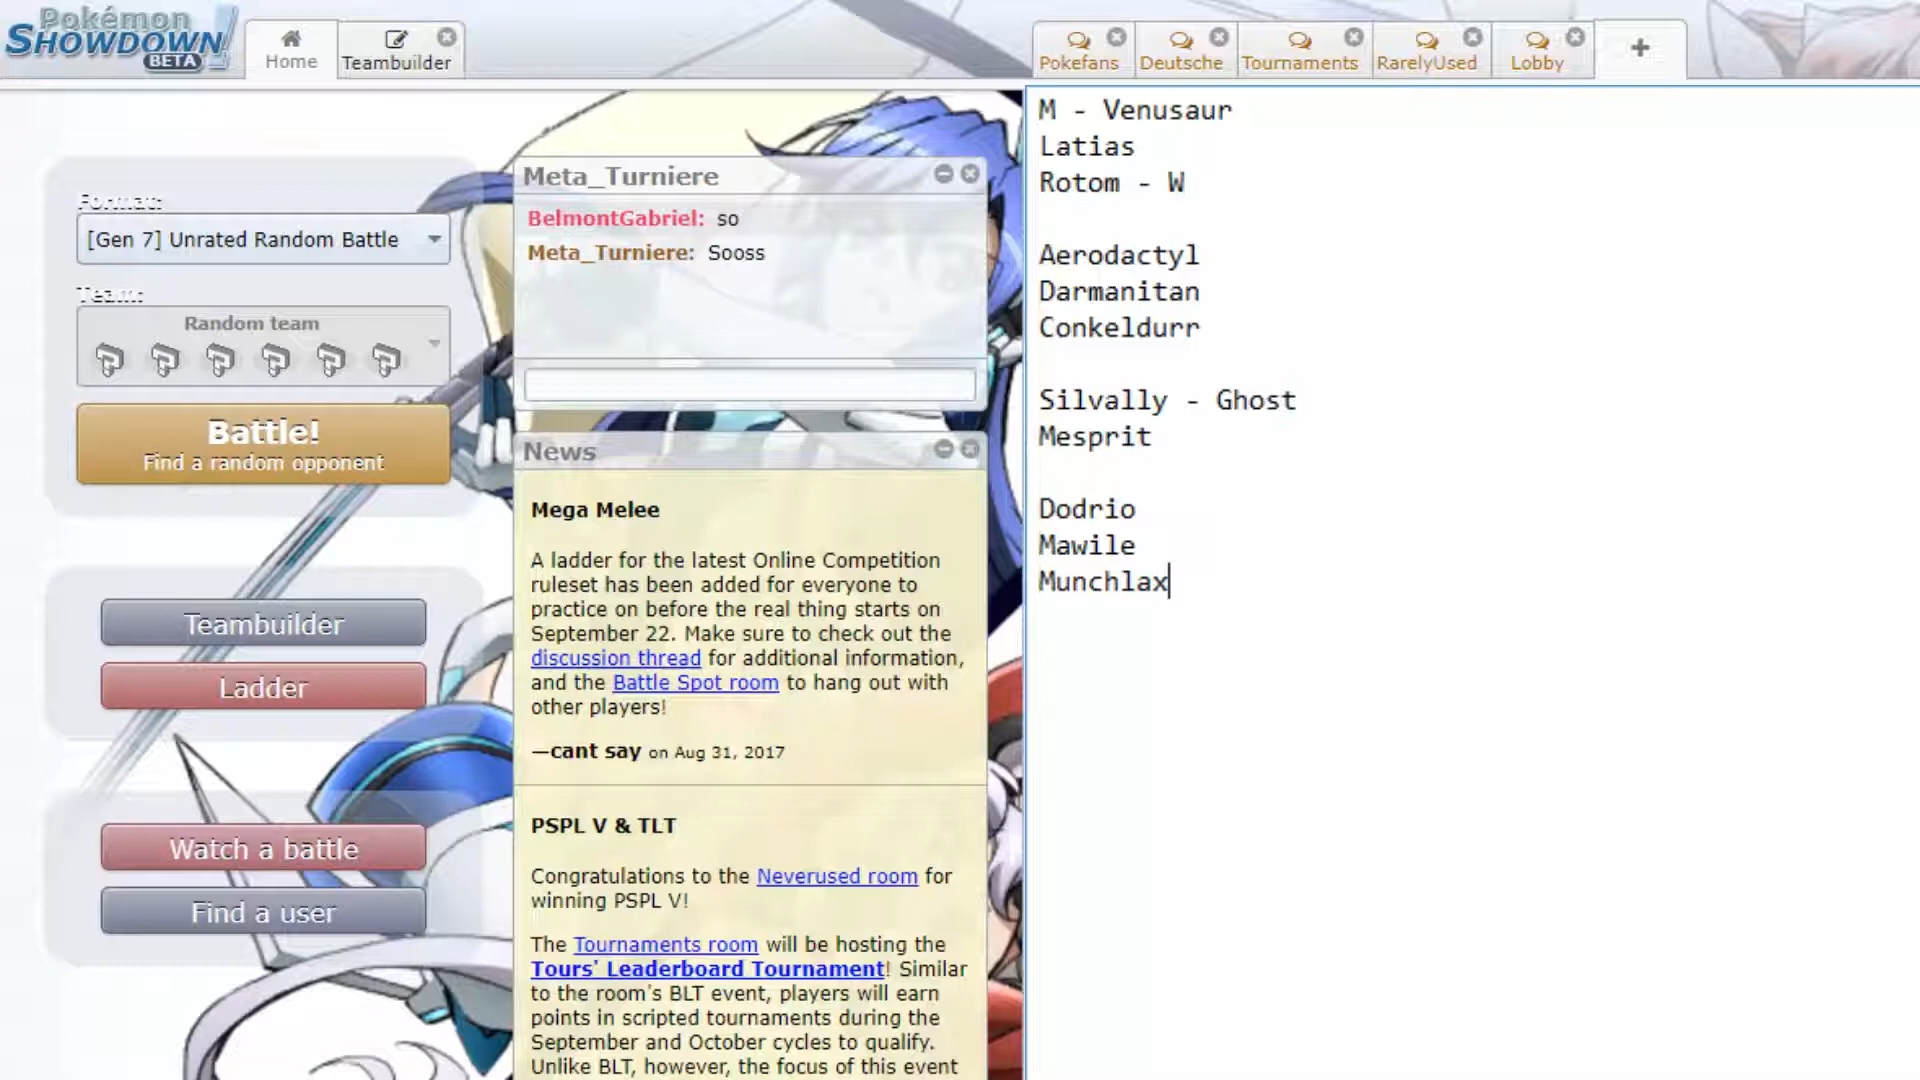 Pokémon
SHOWDOWN!
BETA
Home
Teambuilder
Pokefans
Deutsche
Tournaments
RarelyUsed
Lobby
+
Format:
[Gen 7] Unrated Random Battle
Team:
Random team
? ? ? ? ? ?
Battle!
Find a random opponent
Teambuilder
Ladder
Watch a battle
Find a user
Meta_Turniere
BelmontGabriel: so
Meta_Turniere: Sooss
News
Mega Melee
A ladder for the latest Online Competition
ruleset has been added for everyone to
practice on before the real thing starts on
September 22. Make sure to check out the
discussion thread for additional information,
and the Battle Spot room to hang out with
other players!
—cant say on Aug 31, 2017
PSPL V & TLT
Congratulations to the Neverused room for
winning PSPL V!
The Tournaments room will be hosting the
Tours' Leaderboard Tournament! Similar
to the room's BLT event, players will earn
points in scripted tournaments during the
September and October cycles to qualify.
Unlike BLT, however, the focus of this event
M - Venusaur
Latias
Rotom - W
Aerodactyl
Darmanitan
Conkeldurr
Silvally - Ghost
Mesprit
Dodrio
Mawile
Munchlax